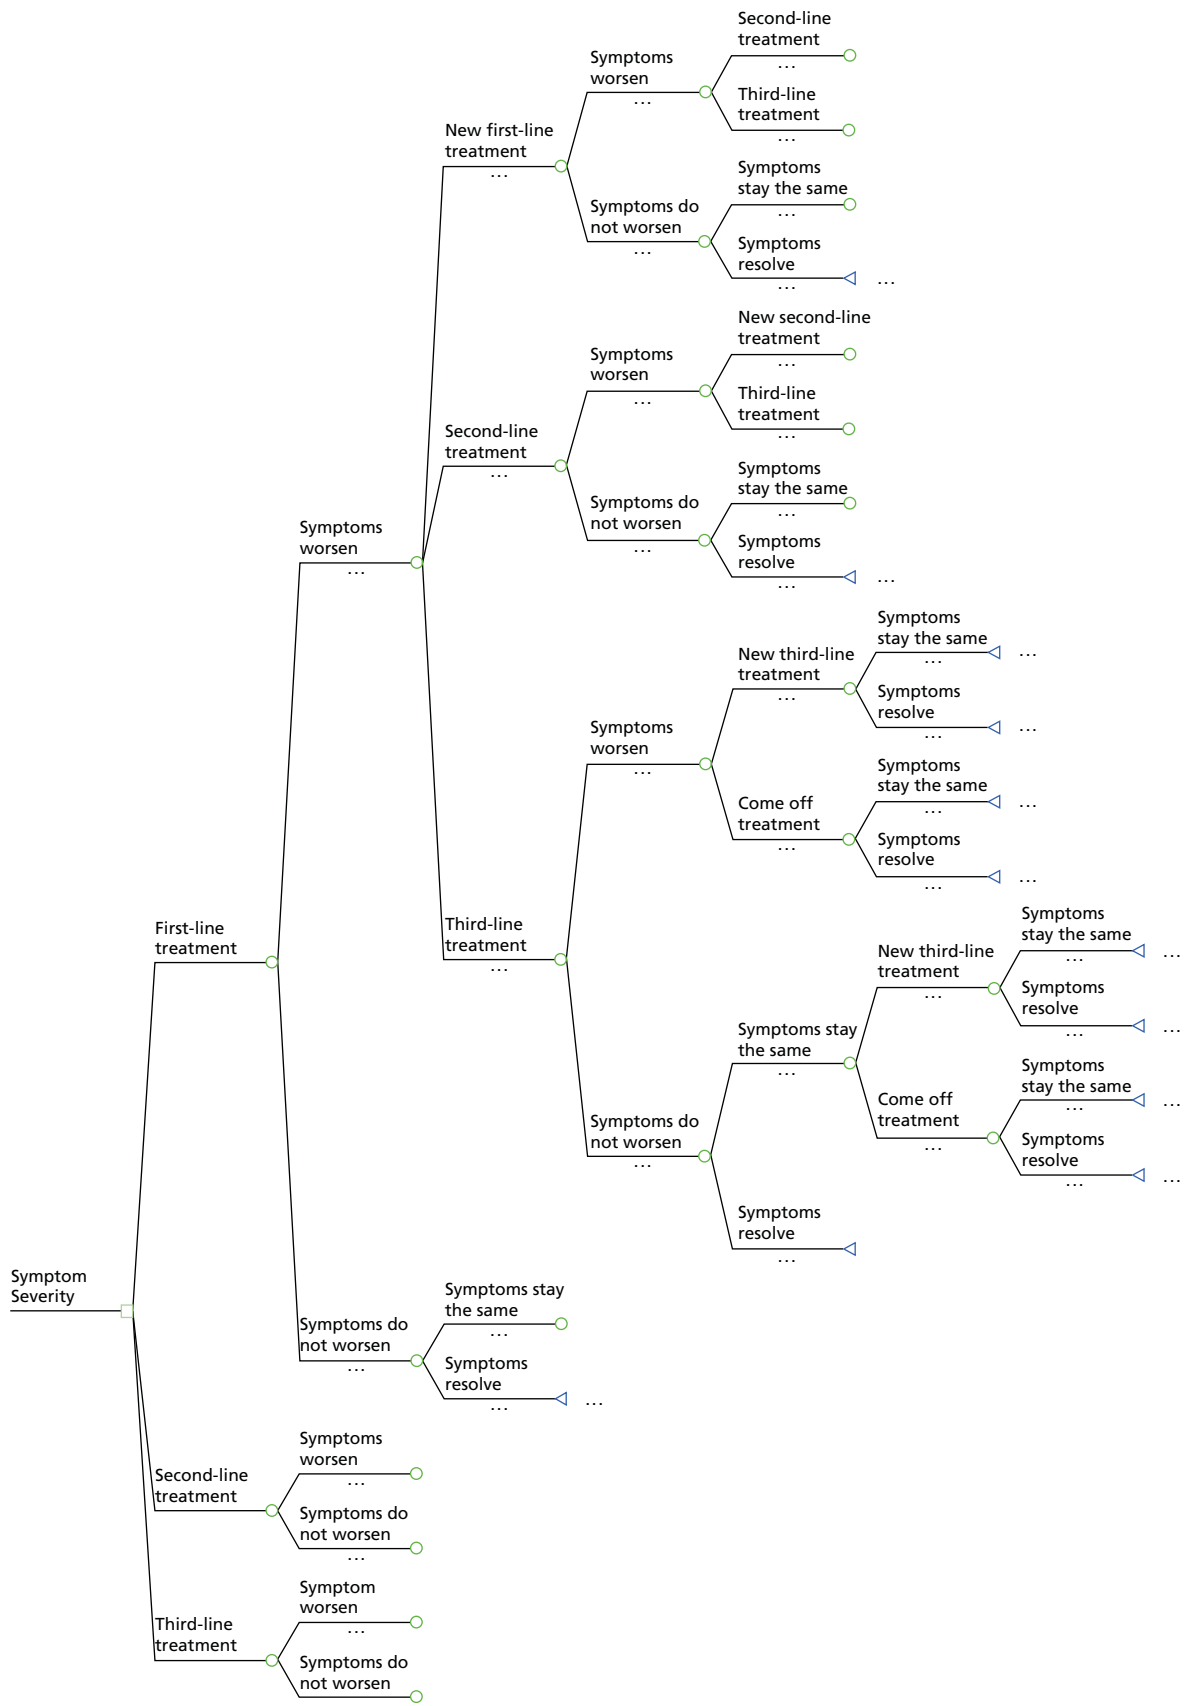 Second-line
treatment
...
Symptoms
worsen
...
Third-line
treatment
...
New first-line
treatment
...
Symptoms
stay the same
...
Symptoms do
not worsen
...
Symptoms
resolve
...
...
New second-line
treatment
...
Symptoms
worsen
...
Third-line
treatment
...
Second-line
treatment
...
Symptoms
stay the same
...
Symptoms do
not worsen
...
Symptoms
resolve
...
...
Symptoms
worsen
...
Symptoms
stay the same
...
...
New third-line
treatment
...
Symptoms
resolve
...
...
Symptoms
worsen
...
Symptoms
stay the same
...
...
Come off
treatment
...
Symptoms
resolve
...
...
Third-line
treatment
...
Symptoms
stay the same
...
...
New third-line
treatment
...
Symptoms
resolve
...
...
Symptoms stay
the same
...
Symptoms
stay the same
...
...
Come off
treatment
...
Symptoms
resolve
...
...
Symptoms do
not worsen
...
Symptoms
resolve
...
First-line
treatment
Symptom
Severity
Symptoms stay
the same
...
Symptoms do
not worsen
...
Symptoms
resolve
...
...
Symptoms
worsen
...
Second-line
treatment
Symptoms do
not worsen
...
Symptom
worsen
...
Third-line
treatment
Symptoms do
not worsen